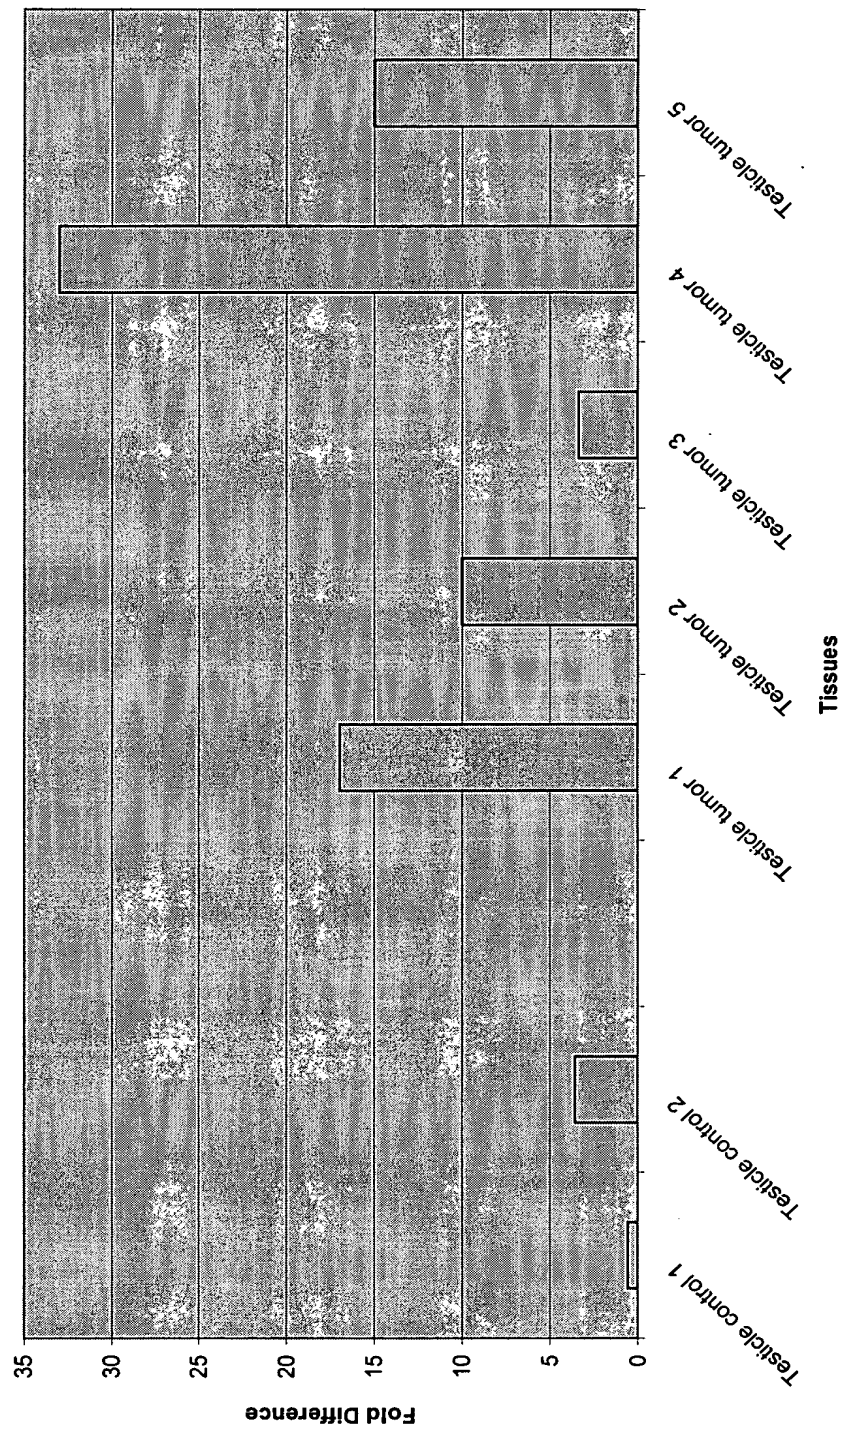 Fold Difference
35
30
25
20
15
10
5
0
Testicle control 1
Testicle control 2
Testicle tumor 1
Testicle tumor 2
Testicle tumor 3
Testicle tumor 4
Testicle tumor 5
Tissues